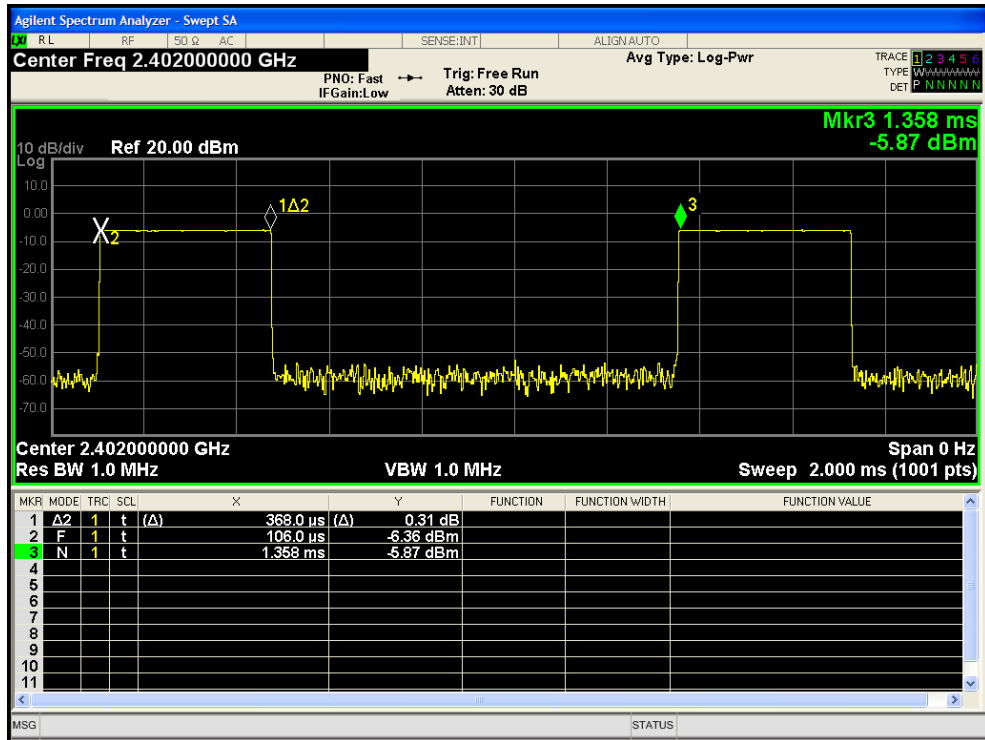 Agilent Spectrum Analyzer - Swept SA
LXI RL RF 50 Ω AC SENSE:INT ALIGN AUTO
Center Freq 2.402000000 GHz
PNO: Fast
IFGain:Low
Trig: Free Run
Atten: 30 dB
Avg Type: Log-Pwr
TRACE 1 2 3 4 5 6
TYPE WWWWWW
DET P N N N N N
Mkr3 1.358 ms
-5.87 dBm
10 dB/div Ref 20.00 dBm
Log
10.0
0.00
-10.0
-20.0
-30.0
-40.0
-50.0
-60.0
-70.0
X2
1Δ2
3
Center 2.402000000 GHz Span 0 Hz
Res BW 1.0 MHz VBW 1.0 MHz Sweep 2.000 ms (1001 pts)
MKR MODE TRC SCL X Y FUNCTION FUNCTION WIDTH FUNCTION VALUE
1 Δ2 1 t (Δ) 368.0 µs (Δ) 0.31 dB
2 F 1 t 106.0 µs -6.36 dBm
3 N 1 t 1.358 ms -5.87 dBm
4
5
6
7
8
9
10
11
MSG STATUS